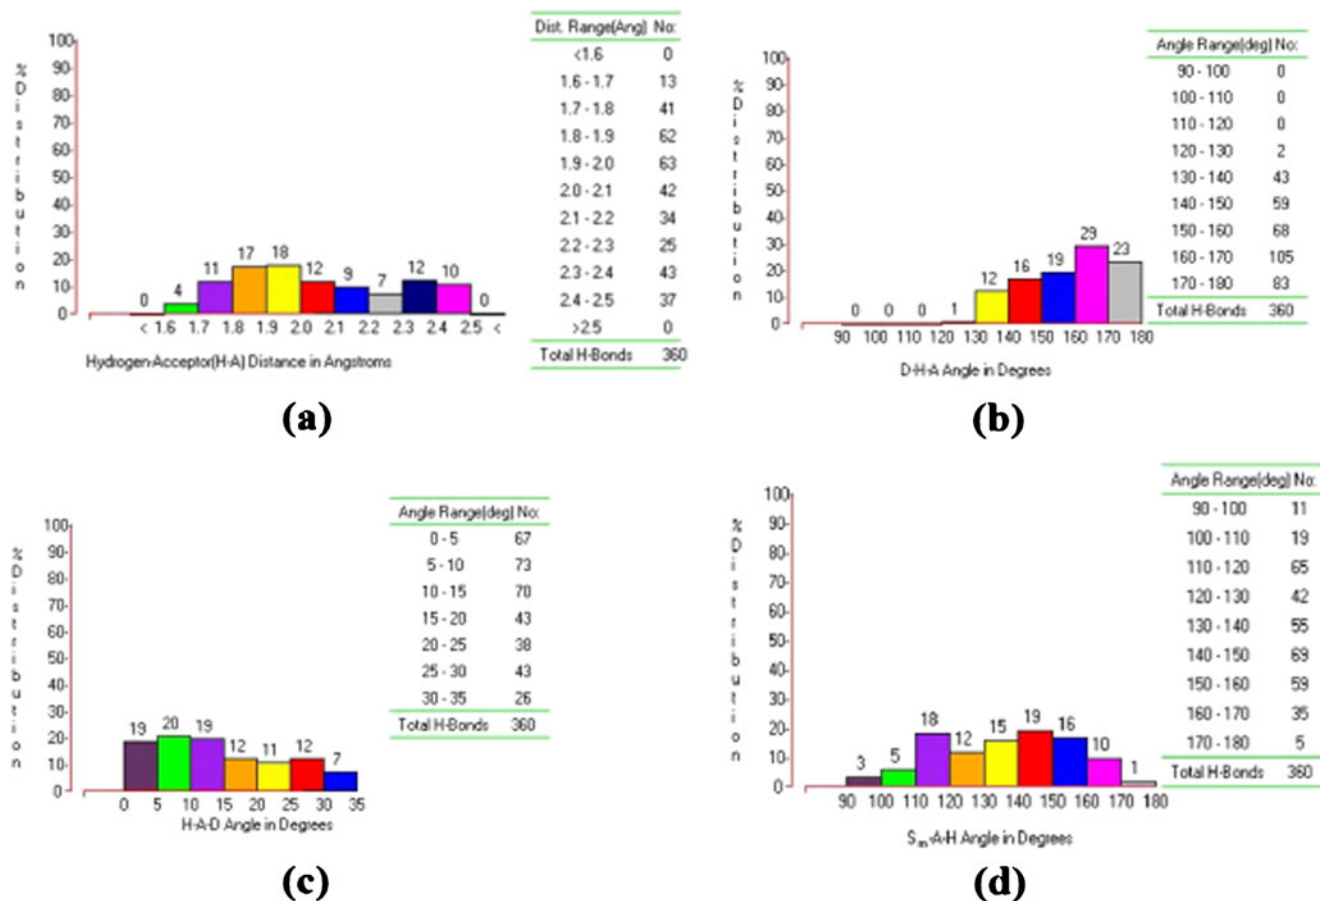 Dist. Range(Ang) No:
<1.6 0
1.6 - 1.7 13
1.7 - 1.8 41
1.8 - 1.9 62
1.9 - 2.0 63
2.0 - 2.1 42
2.1 - 2.2 34
2.2 - 2.3 25
2.3 - 2.4 43
2.4 - 2.5 37
>2.5 0
Total H-Bonds 360
% Distribution
100
90
80
70
60
50
40
30
20
10
0
0 4 11 17 18 12 9 7 12 10 0
< 1.6 1.7 1.8 1.9 2.0 2.1 2.2 2.3 2.4 2.5 <
Hydrogen-Acceptor(H-A) Distance in Angstroms
(a)
Angle Range(deg) No:
90 - 100 0
100 - 110 0
110 - 120 0
120 - 130 2
130 - 140 43
140 - 150 59
150 - 160 68
160 - 170 105
170 - 180 83
Total H-Bonds 360
% Distribution
100
90
80
70
60
50
40
30
20
10
0
0 0 0 1 12 16 19 29 23
90 100 110 120 130 140 150 160 170 180
D-H-A Angle in Degrees
(b)
Angle Range(deg) No:
0 - 5 67
5 - 10 73
10 - 15 70
15 - 20 43
20 - 25 38
25 - 30 43
30 - 35 26
Total H-Bonds 360
% Distribution
100
90
80
70
60
50
40
30
20
10
0
19 20 19 12 11 12 7
0 5 10 15 20 25 30 35
H-A-D Angle in Degrees
(c)
Angle Range(deg) No:
90 - 100 11
100 - 110 19
110 - 120 65
120 - 130 42
130 - 140 55
140 - 150 69
150 - 160 59
160 - 170 35
170 - 180 5
Total H-Bonds 360
% Distribution
100
90
80
70
60
50
40
30
20
10
0
3 5 18 12 15 19 16 10 1
90 100 110 120 130 140 150 160 170 180
Sm-A-H Angle in Degrees
(d)